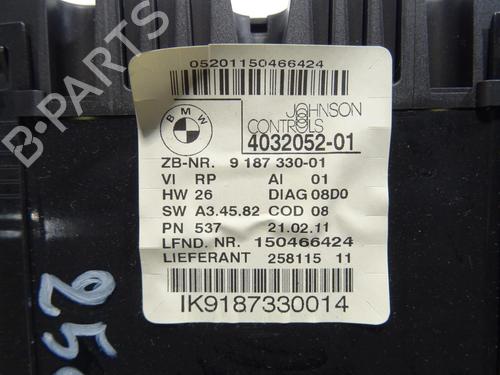 05201150466424
BMW
JOHNSON
CONTROLS
4032052-01
ZB-NR. 9 187 330-01
VI RP AI 01
HW 26 DIAG 08D0
SW A3.45.82 COD 08
PN 537 21.02.11
LFND. NR. 150466424
LIEFERANT 258115 11
IK9187330014